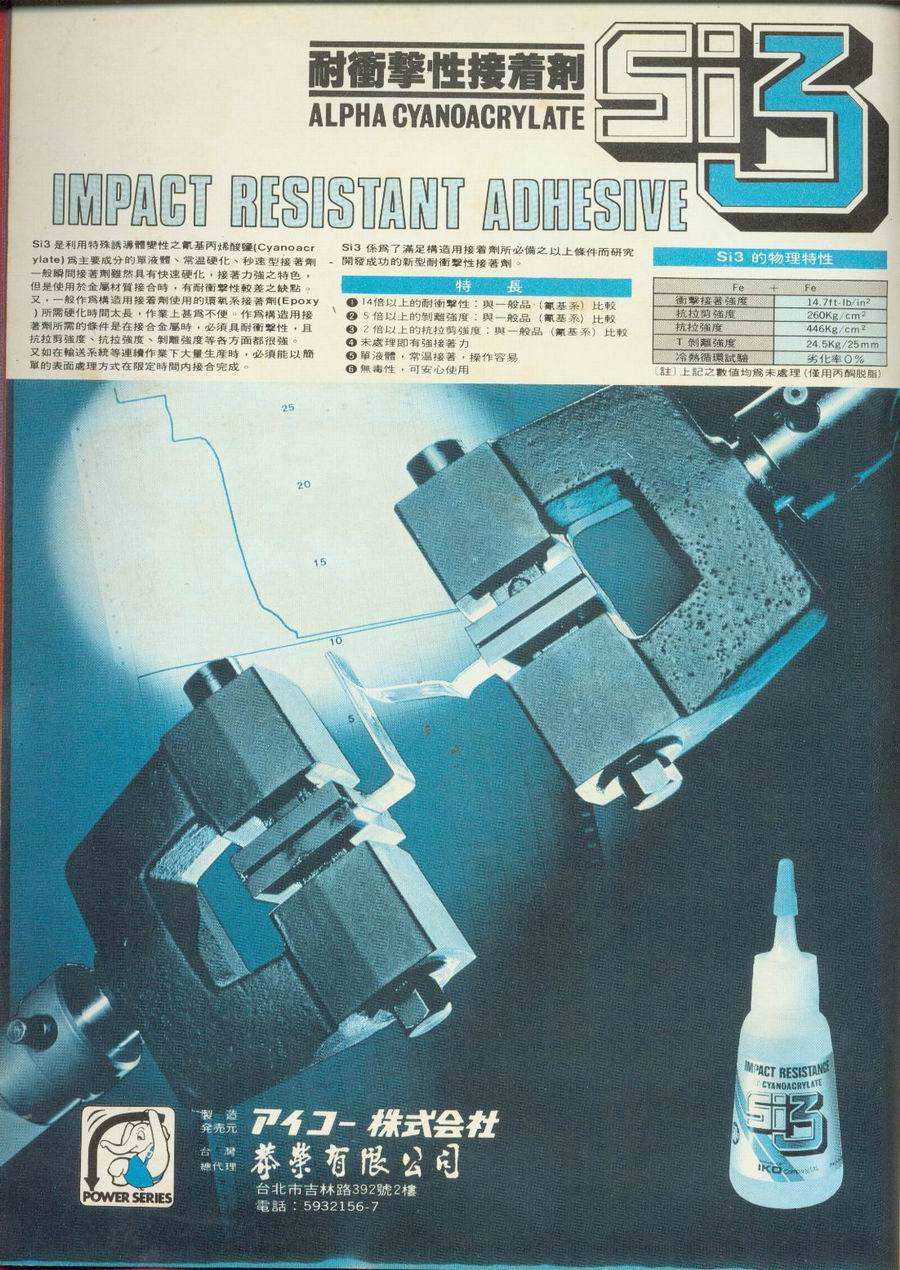 耐衝撃性接着剤
ALPHA CYANOACRYLATE
Si3
IMPACT RESISTANT ADHESIVE
Si3是利用特殊誘導體變性之氰基丙烯酸鹽(Cyanoacr
ylate)爲主要成分的單液體、常温硬化、秒速型接著劑。
一般瞬間接著劑雖然具有快速硬化，接著力強之特色，
但是使用於金屬材質接合時，有耐衝擊性較差之缺點。
又，一般作爲構造用接著劑使用的環氧系接著劑(Epoxy
)所需硬化時間太長，作業上甚爲不便。作爲構造用接
著劑所需的條件是在接合金屬時，必須具耐衝擊性，且
抗拉剪強度、抗拉強度、剝離強度等各方面都很強。
又如在輸送系統等連續作業下大量生産時，必須能以簡
單的表面處理方式在限定時間内接合完成。
Si3 係爲了滿足構造用接着劑所必備之以上條件而研究
開發成功的新型耐衝擊性接著劑。
特 長
❶14倍以上的耐衝擊性：與一般品（氰基系）比較
❷5倍以上的剝離強度：與一般品（氰基系）比較
❸2倍以上的抗拉剪強度：與一般品（氰基系）比較
❹未處理即有強接著力
❺單液體，常温接著，操作容易
❻無毒性，可安心使用
Si3 的物理特性
Fe + Fe
衝擊接著強度 14.7ft-lb/in²
抗拉剪強度 260Kg/cm²
抗拉強度 446Kg/cm²
T 剝離強度 24.5Kg/25mm
冷熱循環試驗 劣化率0％
〔註〕上記之數值均爲未處理（僅用丙酮脱脂）
25
20
15
10
5
IMPACT RESISTANCE
CYANOACRYLATE
Si3
IKO
POWER SERIES
製造
発売元
アイコー株式会社
台灣
總代理
蔡榮有限公司
台北市吉林路392號2樓
電話：5932156-7